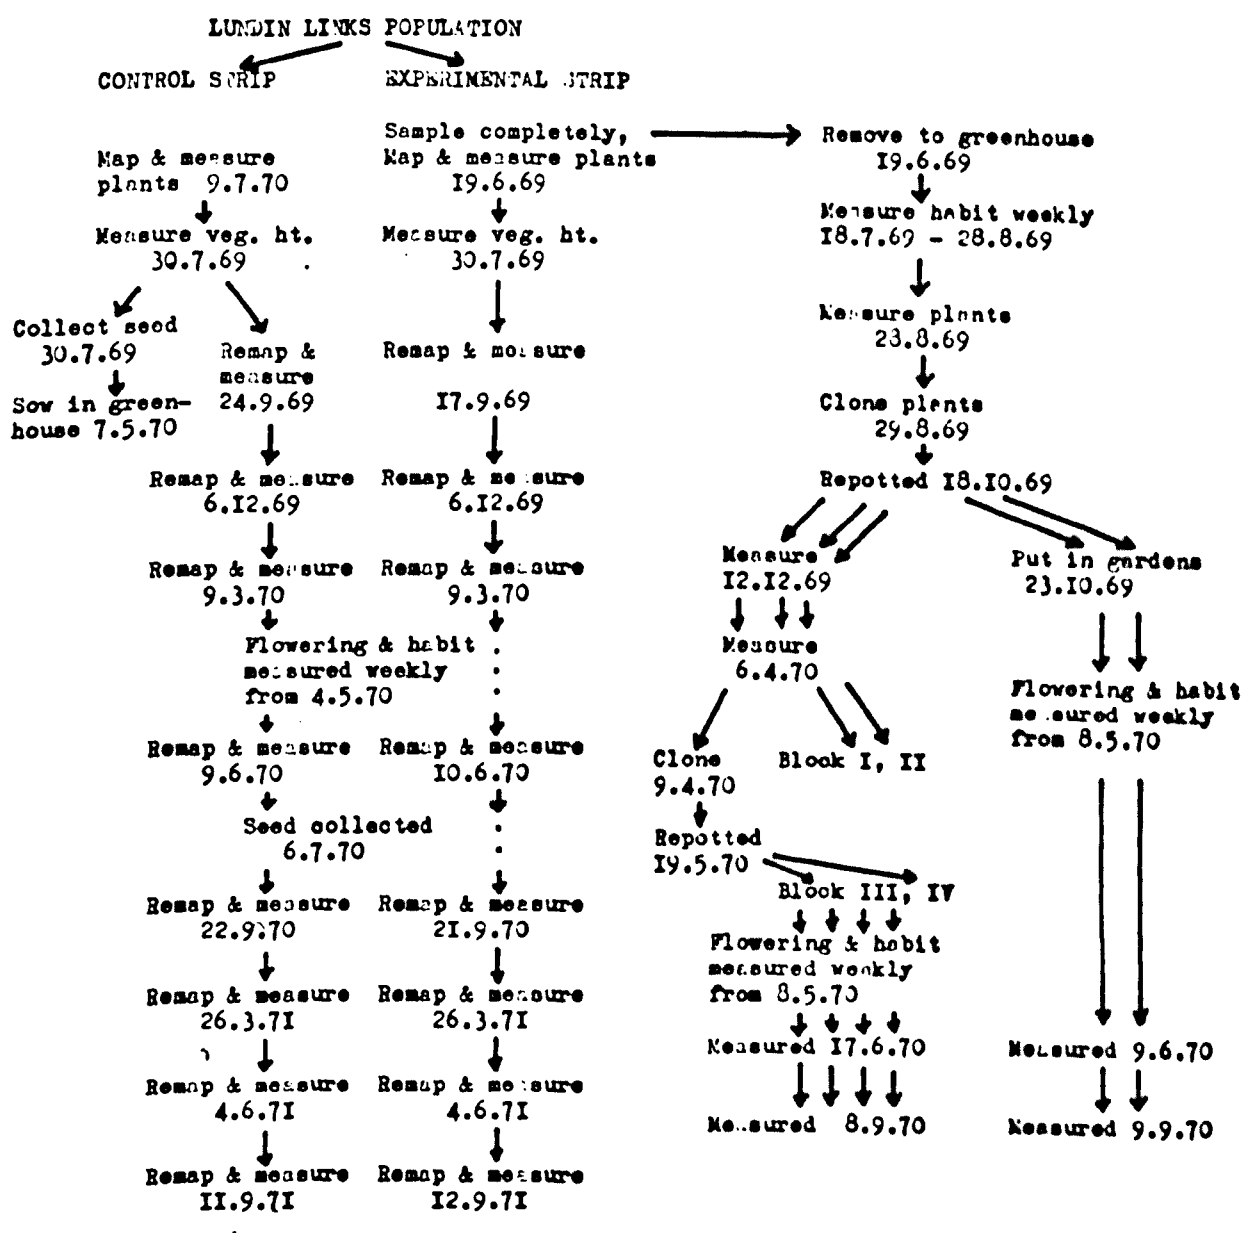 LUNDIN LINKS POPULATION
CONTROL STRIP
EXPERIMENTAL STRIP
Map & measure
plants 9.7.70
Measure veg. ht.
30.7.69
Collect seed
30.7.69
Sow in green-
house 7.5.70
Remap &
measure
24.9.69
Remap & measure
6.12.69
Remap & measure
9.3.70
Flowering & habit
measured weekly
from 4.5.70
Remap & measure
9.6.70
Seed collected
6.7.70
Remap & measure
22.9.70
Remap & measure
26.3.71
Remap & measure
4.6.71
Remap & measure
11.9.71
Sample completely,
Map & measure plants
19.6.69
Measure veg. ht.
30.7.69
Remap & measure
17.9.69
Remap & measure
6.12.69
Remap & measure
9.3.70
Remap & measure
10.6.70
Remap & measure
21.9.70
Remap & measure
26.3.71
Remap & measure
4.6.71
Remap & measure
12.9.71
Remove to greenhouse
19.6.69
Measure habit weekly
18.7.69 - 28.8.69
Measure plants
23.8.69
Clone plants
29.8.69
Repotted 18.10.69
Measure
12.12.69
Measure
6.4.70
Clone
9.4.70
Block I, II
Repotted
19.5.70
Block III, IV
Flowering & habit
measured weekly
from 8.5.70
Measured 17.6.70
Measured 8.9.70
Put in gardens
23.10.69
Flowering & habit
measured weekly
from 8.5.70
Measured 9.6.70
Measured 9.9.70